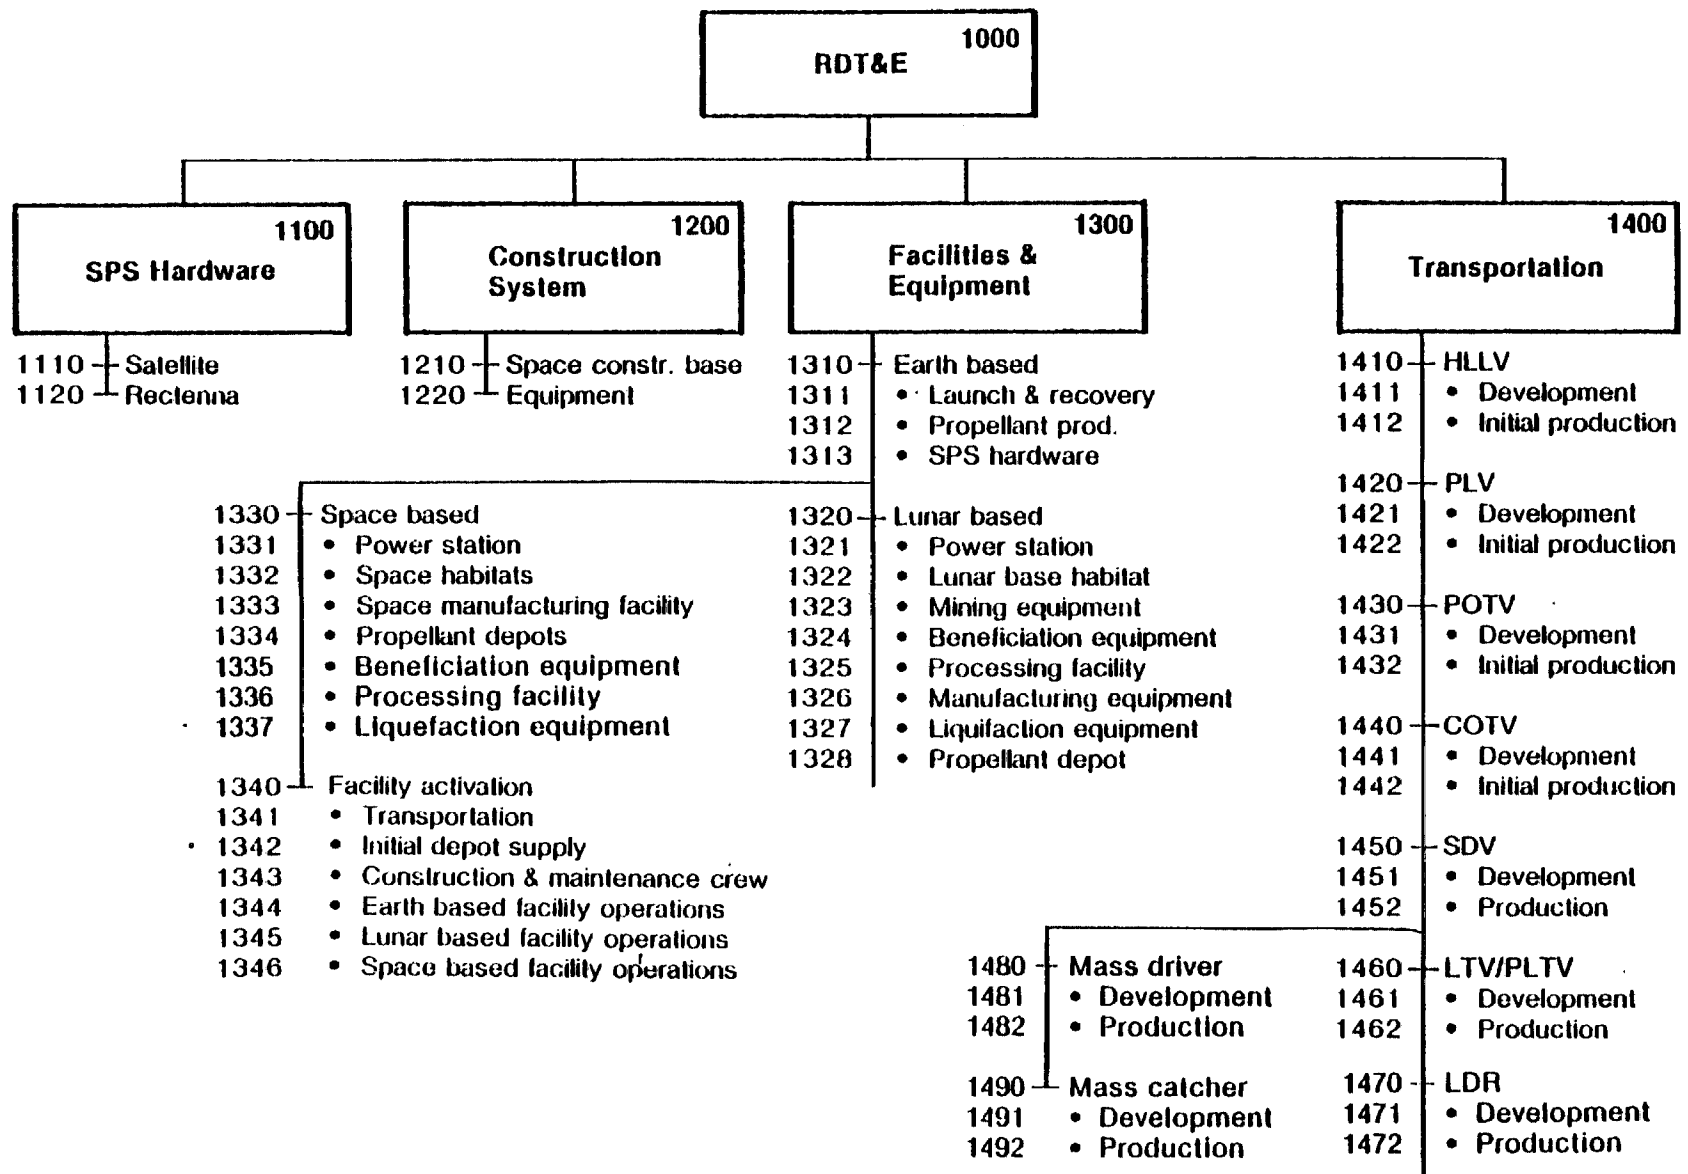 1000
RDT&E
1100
SPS Hardware
1110 Satellite
1120 Rectenna
1200
Construction
System
1210 Space constr. base
1220 Equipment
1300
Facilities &
Equipment
1310 Earth based
1311 • Launch & recovery
1312 • Propellant prod.
1313 • SPS hardware
1330 Space based
1331 • Power station
1332 • Space habitats
1333 • Space manufacturing facility
1334 • Propellant depots
1335 • Beneficiation equipment
1336 • Processing facility
1337 • Liquefaction equipment
1340 Facility activation
1341 • Transportation
1342 • Initial depot supply
1343 • Construction & maintenance crew
1344 • Earth based facility operations
1345 • Lunar based facility operations
1346 • Space based facility operations
1320 Lunar based
1321 • Power station
1322 • Lunar base habitat
1323 • Mining equipment
1324 • Beneficiation equipment
1325 • Processing facility
1326 • Manufacturing equipment
1327 • Liquifaction equipment
1328 • Propellant depot
1400
Transportation
1410 HLLV
1411 • Development
1412 • Initial production
1420 PLV
1421 • Development
1422 • Initial production
1430 POTV
1431 • Development
1432 • Initial production
1440 COTV
1441 • Development
1442 • Initial production
1450 SDV
1451 • Development
1452 • Production
1480 Mass driver
1481 • Development
1482 • Production
1490 Mass catcher
1491 • Development
1492 • Production
1460 LTV/PLTV
1461 • Development
1462 • Production
1470 LDR
1471 • Development
1472 • Production